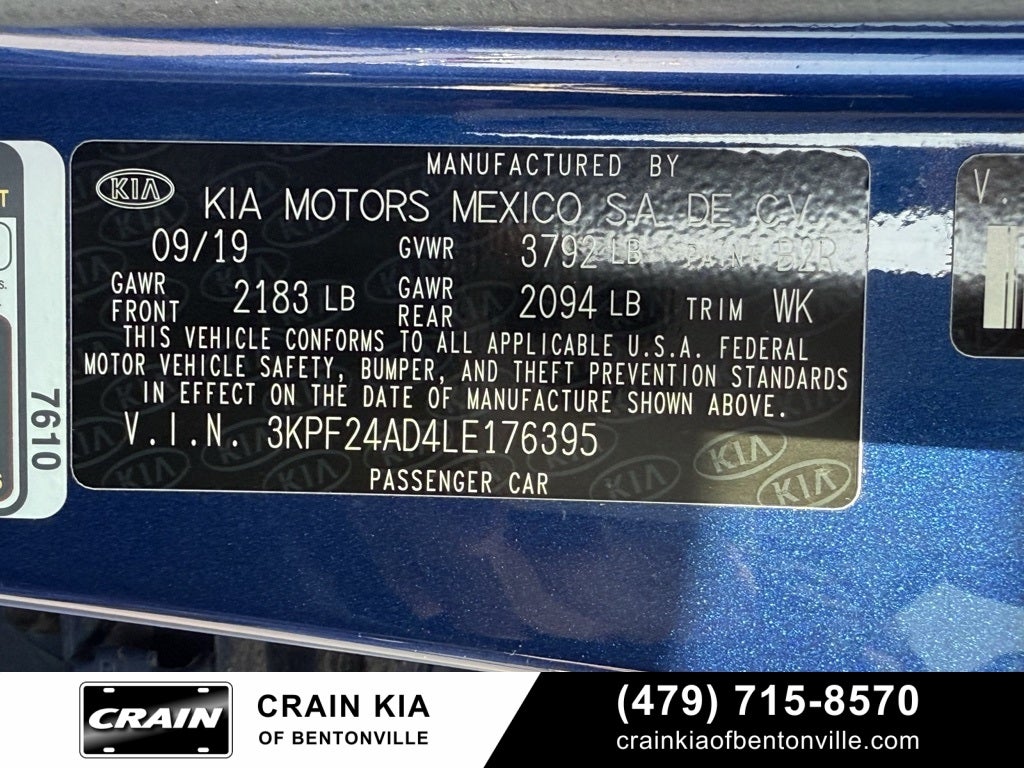 MANUFACTURED BY
KIA
KIA MOTORS MEXICO S.A. DE C.V.
09/19 GVWR 3792 LB PAINT B2R
GAWR FRONT 2183 LB GAWR REAR 2094 LB TRIM WK
THIS VEHICLE CONFORMS TO ALL APPLICABLE U.S.A. FEDERAL
MOTOR VEHICLE SAFETY, BUMPER, AND THEFT PREVENTION STANDARDS
IN EFFECT ON THE DATE OF MANUFACTURE SHOWN ABOVE.
V.I.N. 3KPF24AD4LE176395
PASSENGER CAR
KIA
KIA
7610
V.
CRAIN
CRAIN KIA
OF BENTONVILLE
(479) 715-8570
crainkiaofbentonville.com